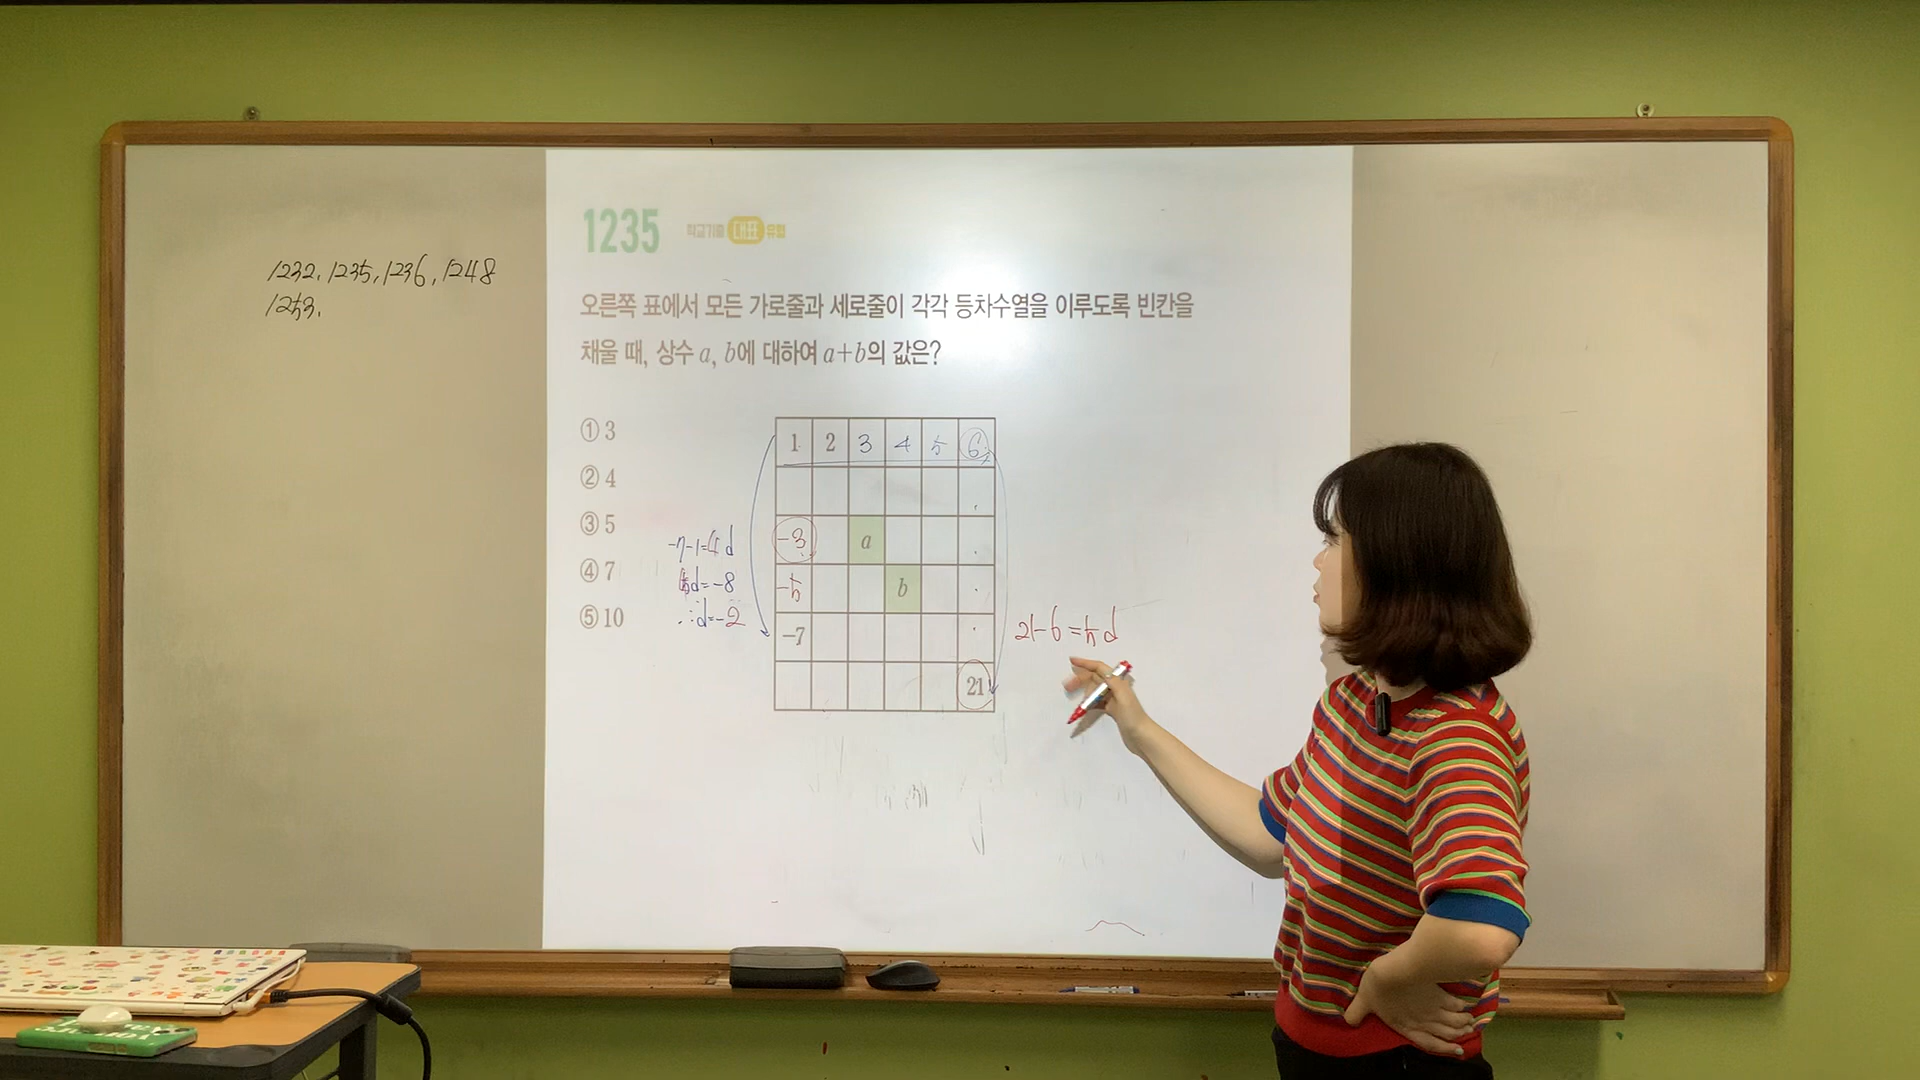 1232, 1235, 1236, 1248
1253,
1235 학교기출 대표 유형
오른쪽 표에서 모든 가로줄과 세로줄이 각각 등차수열을 이루도록 빈칸을
채울 때, 상수 a, b에 대하여 a+b의 값은?
① 3
② 4
③ 5
④ 7
⑤ 10
1 2 3 4 5 6
-3 a
-5 b
-7
21
-7-1=4d
d=-8
∴d=-2
21-6=5d